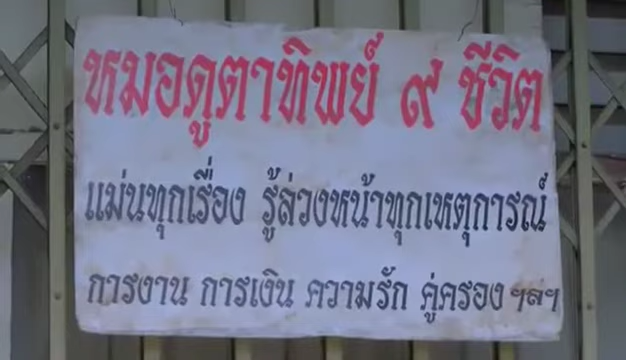 หมอดูตาทิพย์ ๙ ชีวิต
แม่นทุกเรื่อง รู้ล่วงหน้าทุกเหตุการณ์
การงาน การเงิน ความรัก คู่ครอง ฯลฯ